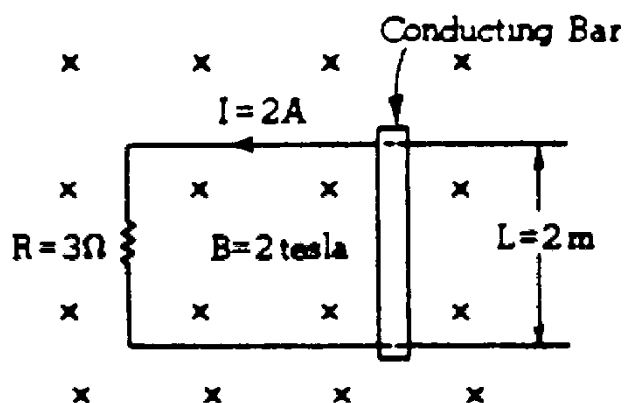 Conducting Bar
I = 2A
R = 3Ω
B = 2 tesla
L = 2 m